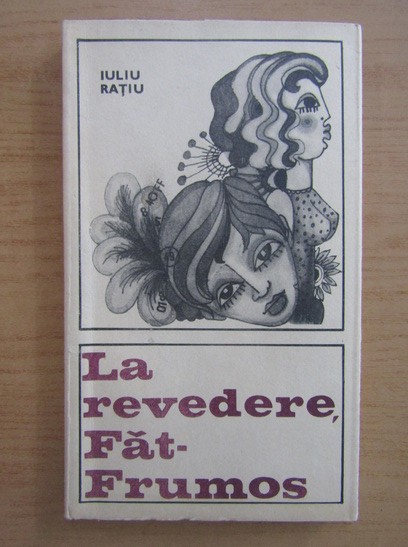 IULIU
RAȚIU
La
revedere,
Făt-
Frumos